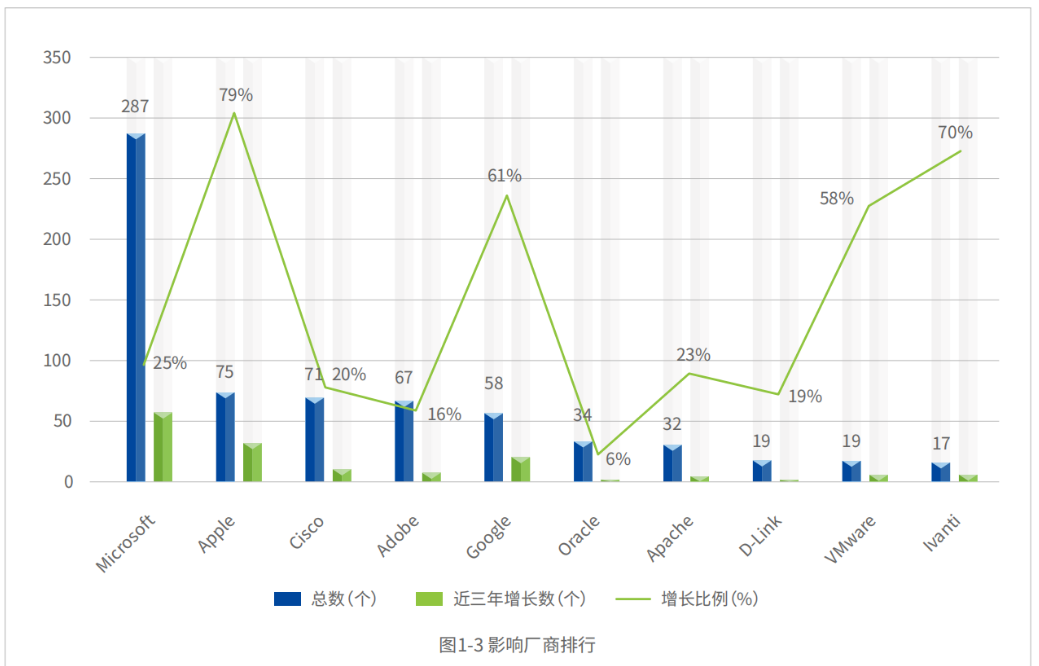 350
300
250
200
150
100
50
0
287
25%
75
79%
71
20%
67
16%
58
61%
34
6%
32
23%
19
19%
19
58%
17
70%
Microsoft
Apple
Cisco
Adobe
Google
Oracle
Apache
D-Link
VMware
Ivanti
总数(个) 近三年增长数(个) 增长比例(%)
图1-3 影响厂商排行